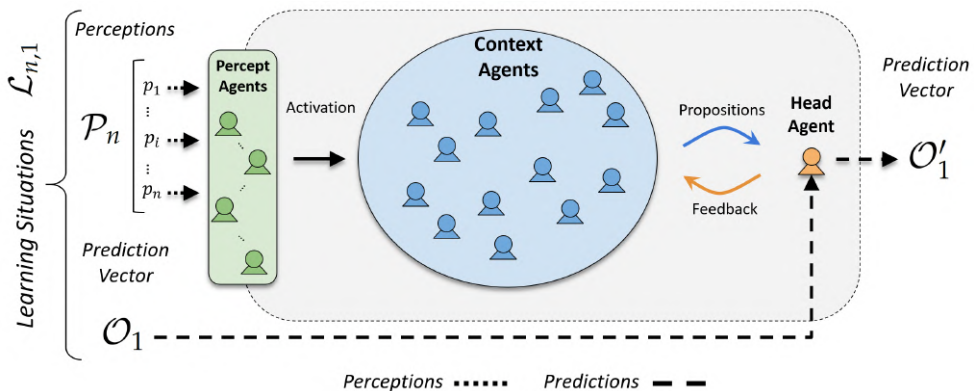 Learning Situations ℒn,1
Perceptions
𝒫n
p1
⋮
pi
⋮
pn
Prediction
Vector
𝒪1
Percept
Agents
Activation
Context
Agents
Propositions
Feedback
Head
Agent
Prediction
Vector
𝒪′1
Perceptions
Predictions